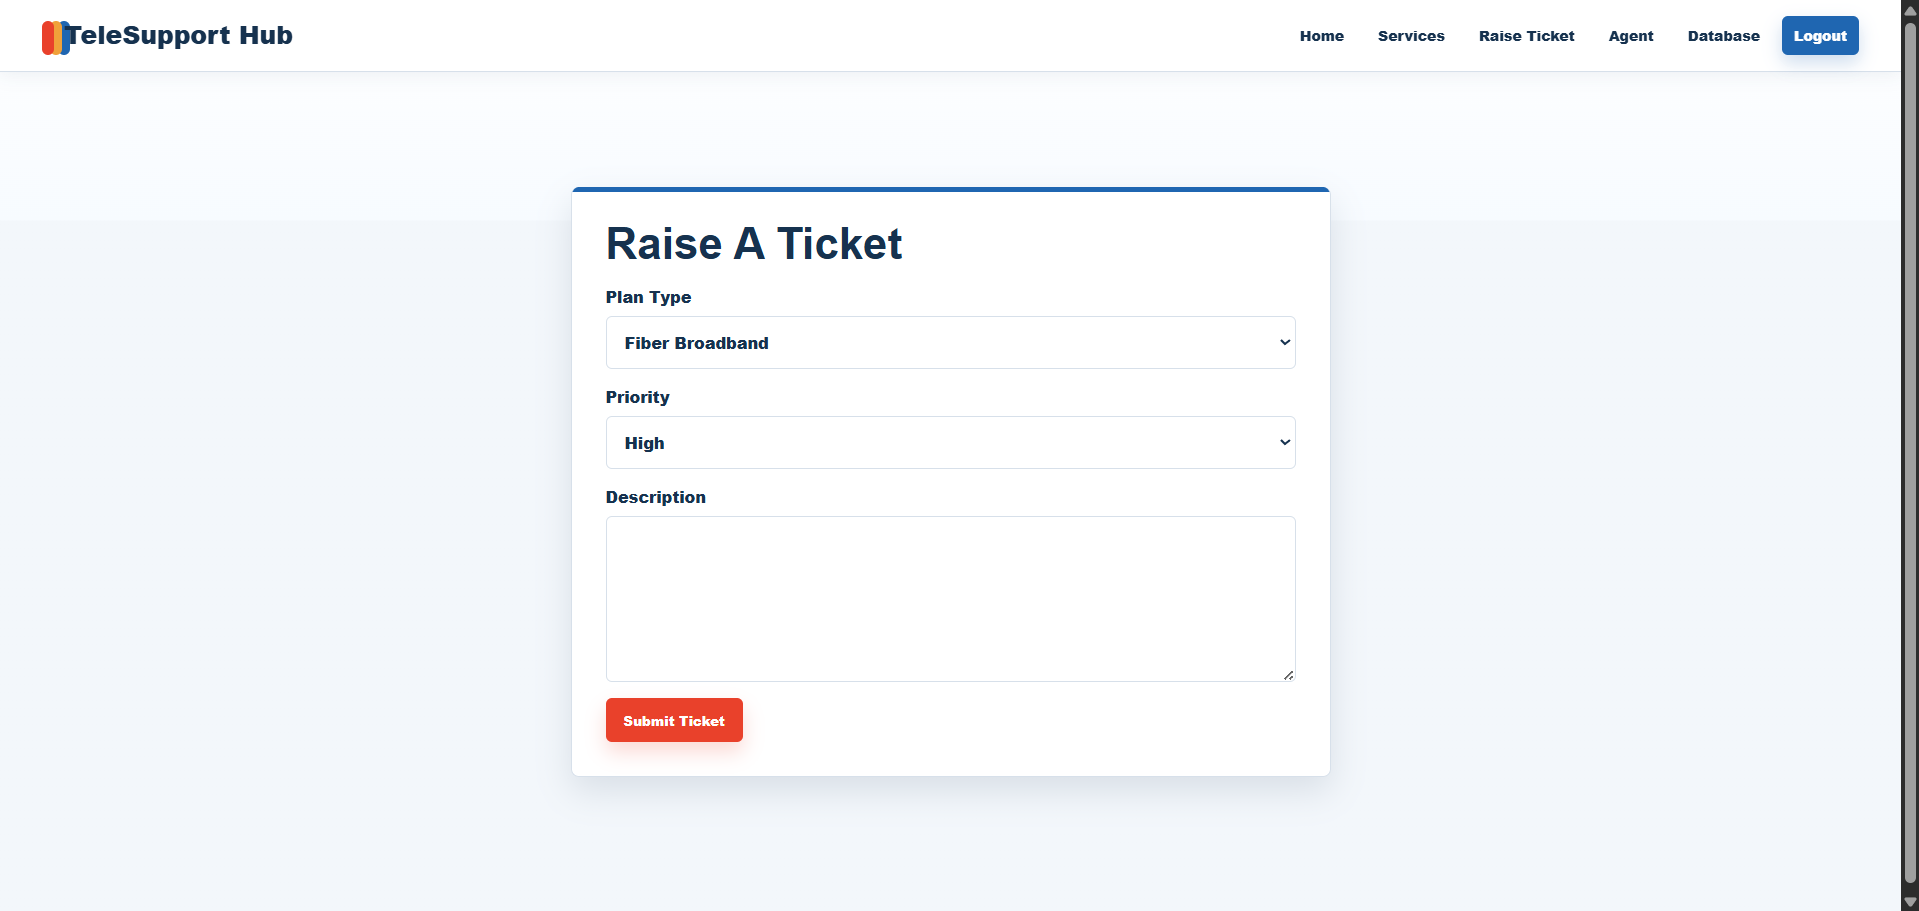 TeleSupport Hub
Home Services Raise Ticket Agent Database Logout
Raise A Ticket
Plan Type
Fiber Broadband
Priority
High
Description
Submit Ticket